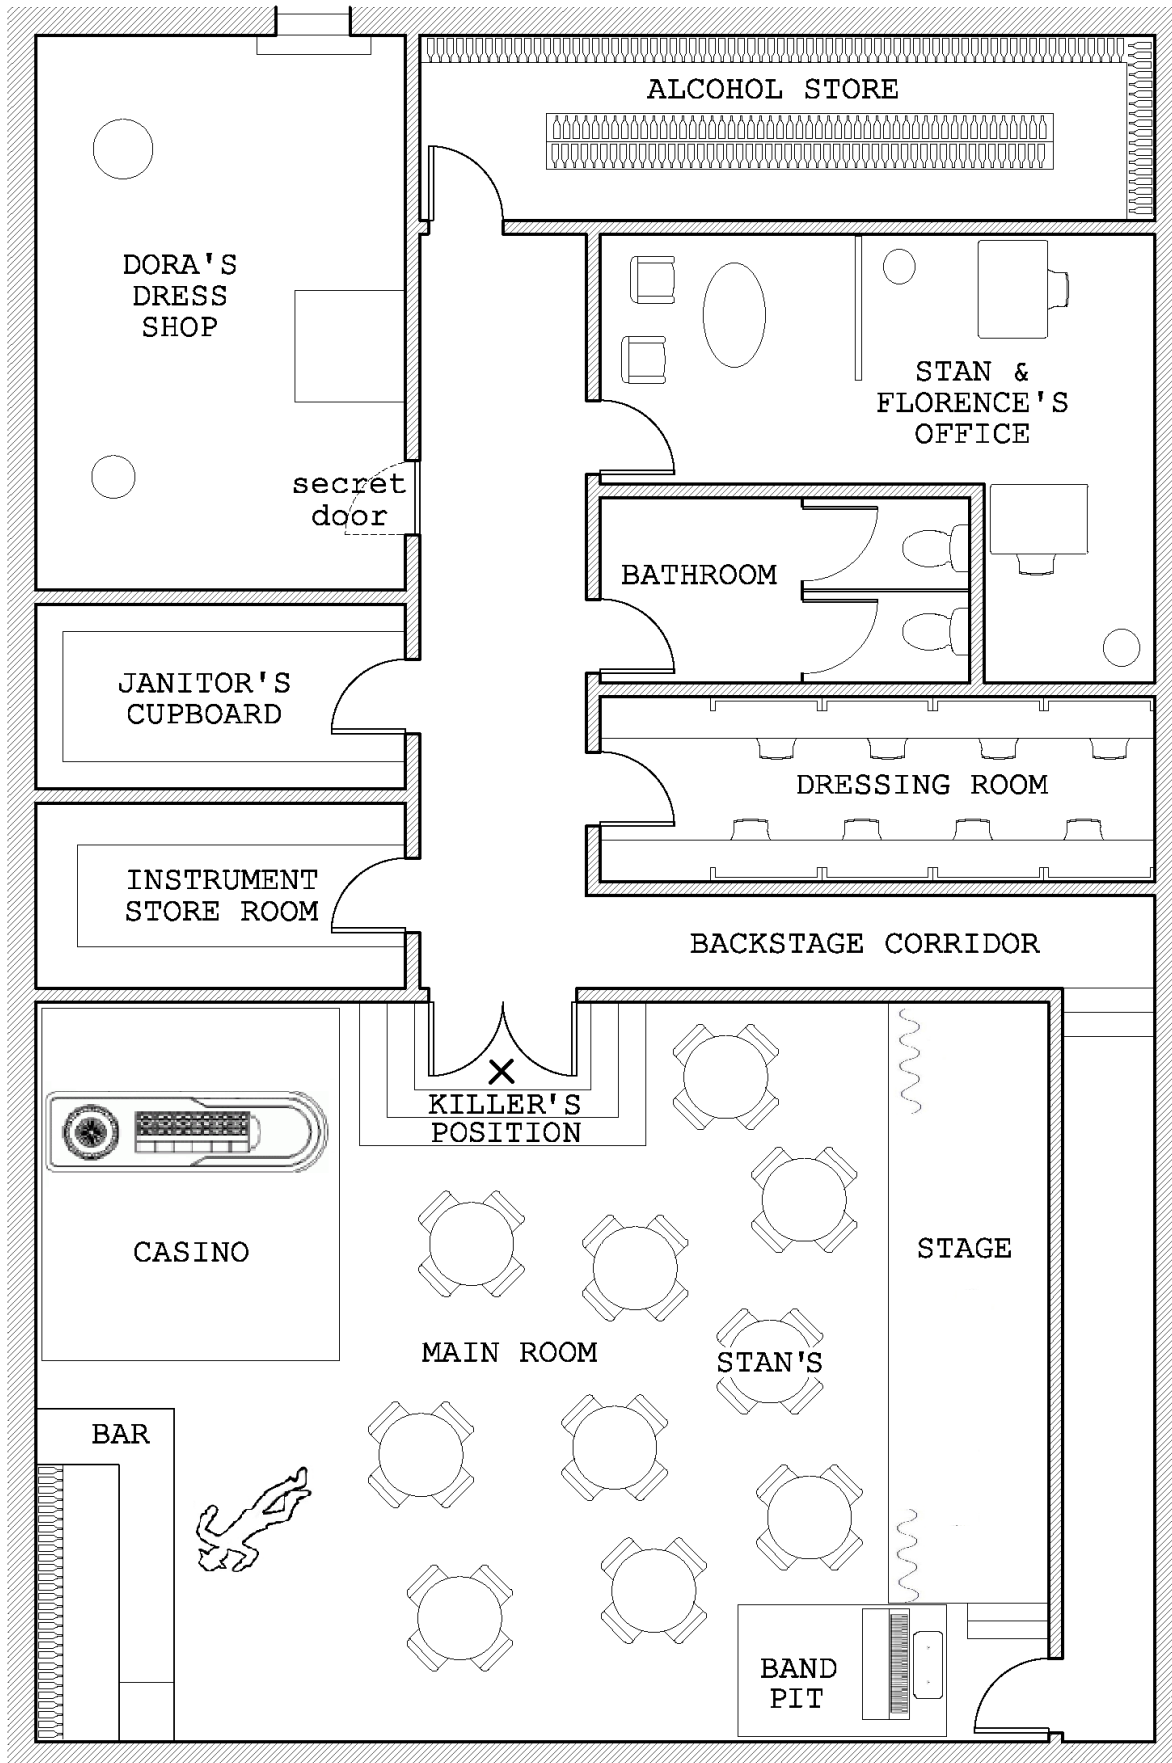 ALCOHOL STORE
DORA'S
DRESS
SHOP
STAN &
FLORENCE'S
OFFICE
secret
door
BATHROOM
JANITOR'S
CUPBOARD
DRESSING ROOM
INSTRUMENT
STORE ROOM
BACKSTAGE CORRIDOR
KILLER'S
POSITION
CASINO
STAGE
MAIN ROOM
STAN'S
BAR
BAND
PIT